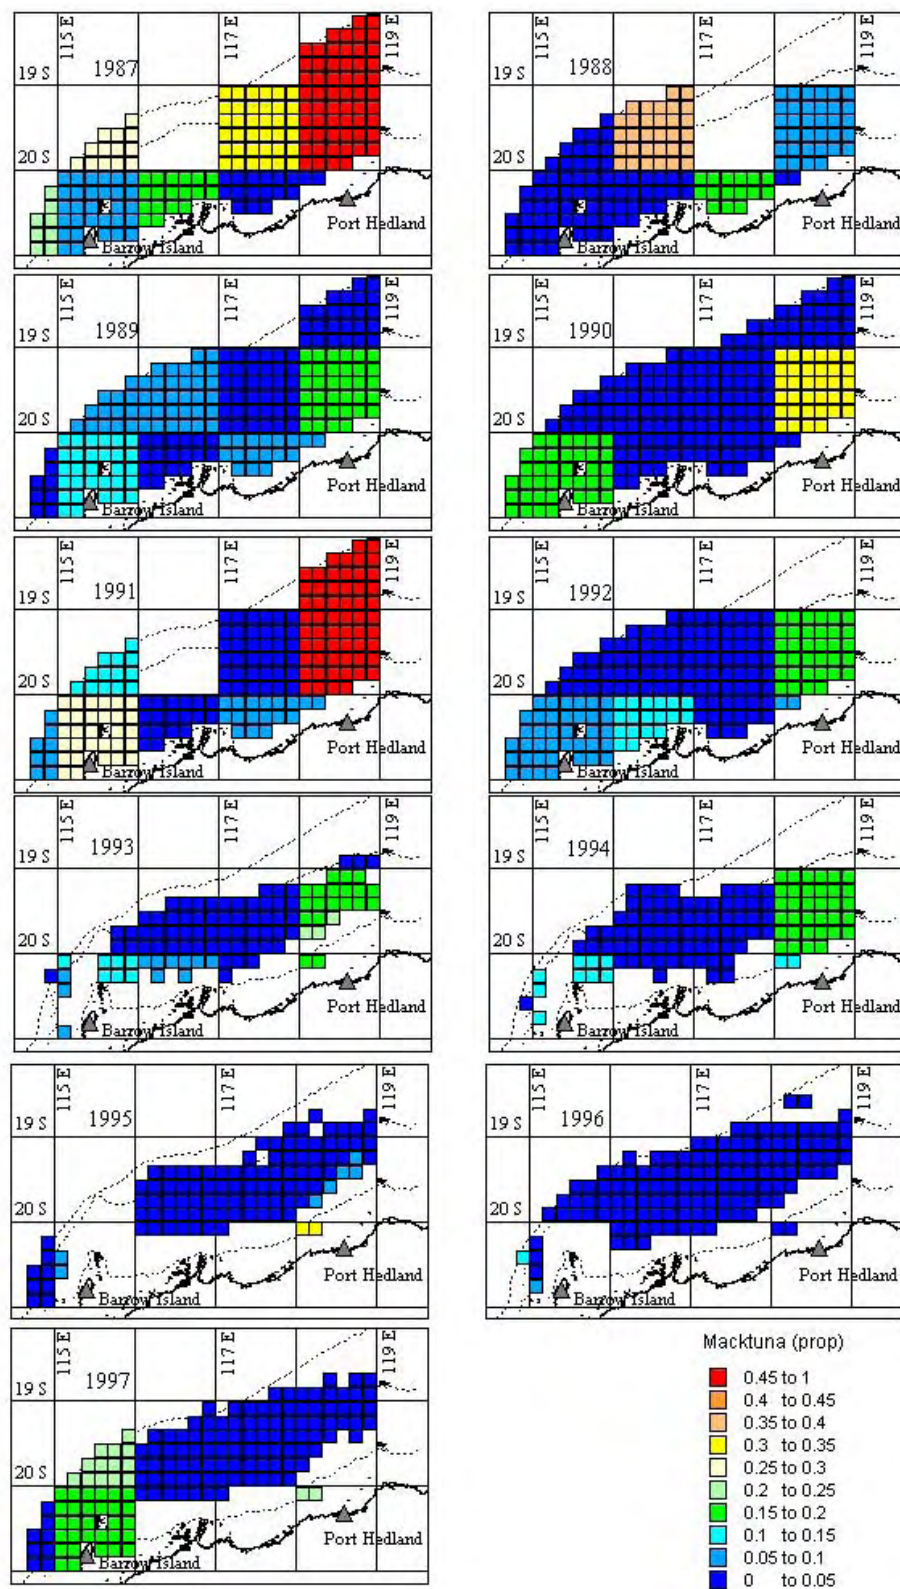 115 E
117 E
119 E
1987
19 S
20 S
Barrow Island
Port Hedland
115 E
117 E
119 E
1988
19 S
20 S
Barrow Island
Port Hedland
115 E
117 E
119 E
1989
19 S
20 S
Barrow Island
Port Hedland
115 E
117 E
119 E
1990
19 S
20 S
Barrow Island
Port Hedland
115 E
117 E
119 E
1991
19 S
20 S
Barrow Island
Port Hedland
115 E
117 E
119 E
1992
19 S
20 S
Barrow Island
Port Hedland
115 E
117 E
119 E
1993
19 S
20 S
Barrow Island
Port Hedland
115 E
117 E
119 E
1994
19 S
20 S
Barrow Island
Port Hedland
115 E
117 E
119 E
1995
19 S
20 S
Barrow Island
Port Hedland
115 E
117 E
119 E
1996
19 S
20 S
Barrow Island
Port Hedland
115 E
117 E
119 E
1997
19 S
20 S
Barrow Island
Port Hedland
Macktuna (prop)
0.45 to 1
0.4 to 0.45
0.35 to 0.4
0.3 to 0.35
0.25 to 0.3
0.2 to 0.25
0.15 to 0.2
0.1 to 0.15
0.05 to 0.1
0 to 0.05